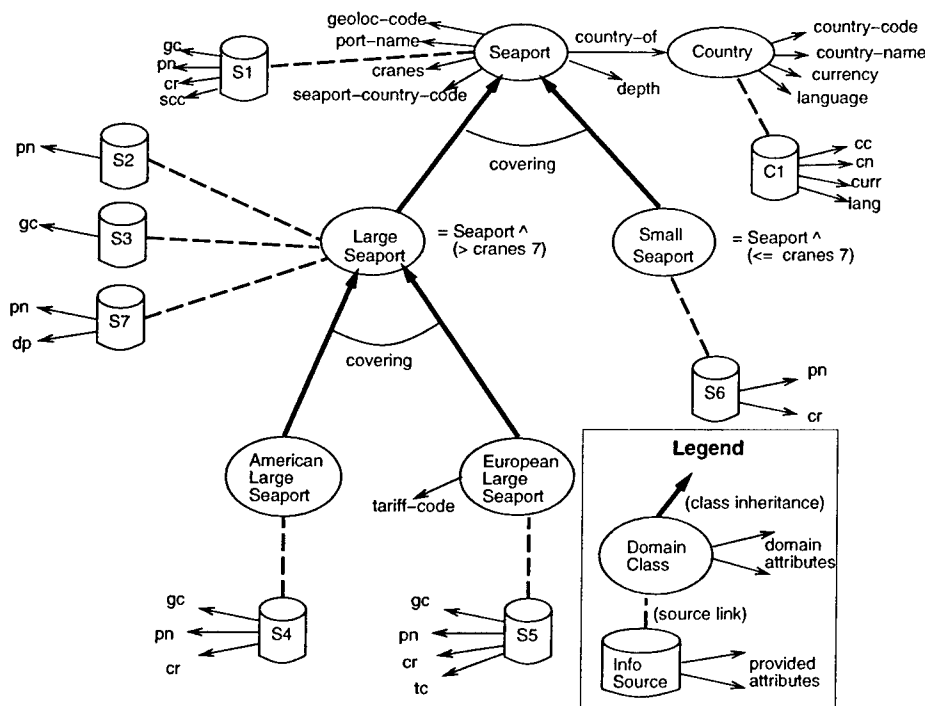 geoloc-code
port-name
cranes
seaport-country-code
Seaport
country-of
depth
Country
country-code
country-name
currency
language
gc
pn
cr
scc
S1
pn
S2
gc
S3
pn
dp
S7
covering
C1
cc
cn
curr
lang
Large
Seaport
= Seaport ^
(> cranes 7)
Small
Seaport
= Seaport ^
(<= cranes 7)
covering
S6
pn
cr
American
Large
Seaport
European
Large
Seaport
tariff-code
gc
pn
cr
S4
gc
pn
cr
tc
S5
Legend
(class inheritance)
Domain
Class
domain
attributes
(source link)
Info
Source
provided
attributes